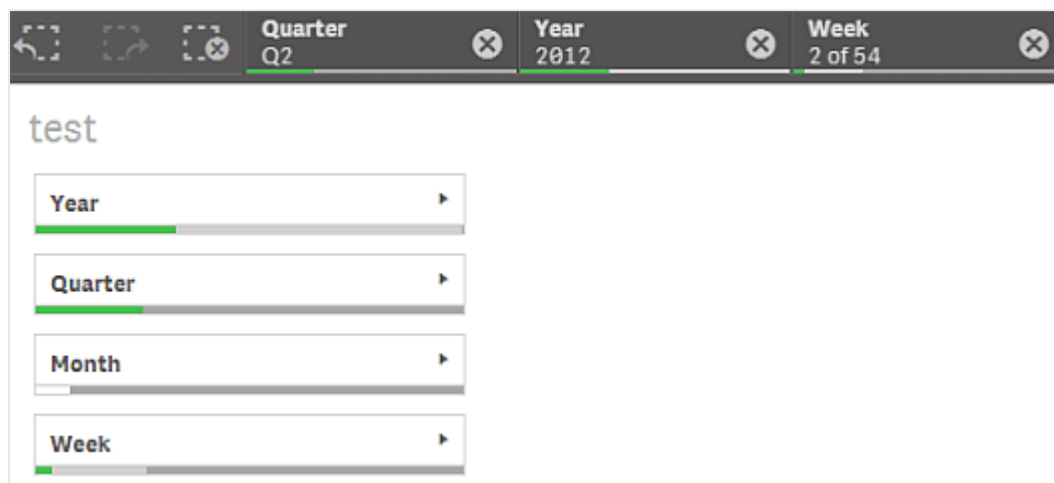 Quarter
Q2
Year
2012
Week
2 of 54
test
Year
Quarter
Month
Week